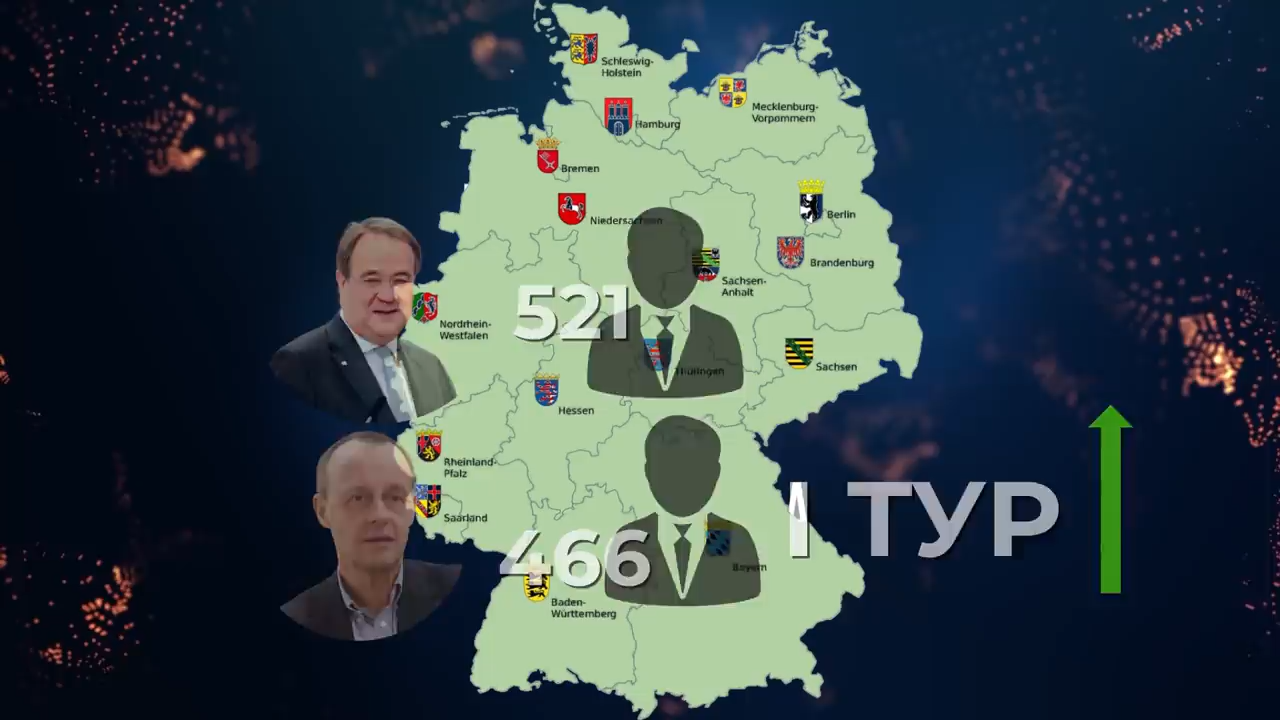 Schleswig-
Holstein
Mecklenburg-
Vorpommern
Hamburg
Bremen
Niedersachsen
Berlin
Brandenburg
Sachsen-
Anhalt
521
Nordrhein-
Westfalen
Thüringen
Sachsen
Hessen
Rheinland-
Pfalz
Saarland
I ТУР
466
Bayern
Baden-
Württemberg